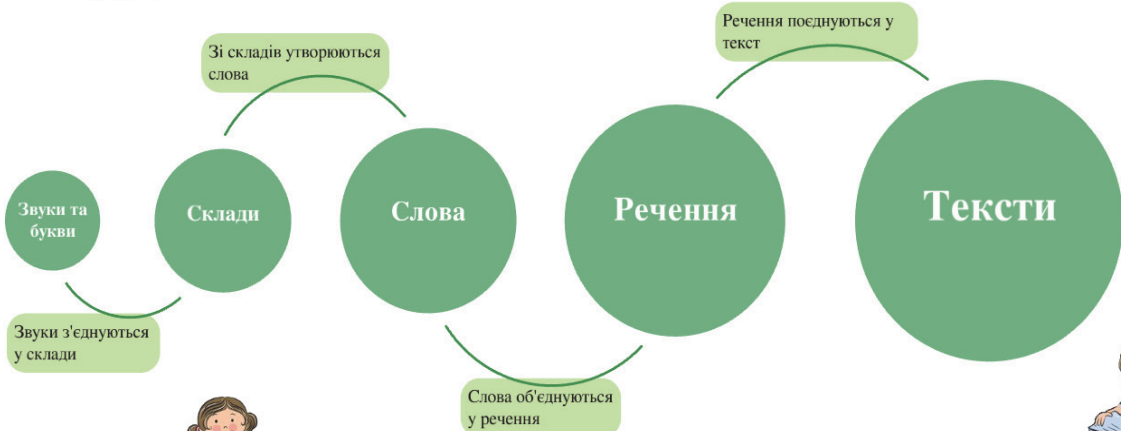 Звуки та
букви
Звуки з'єднуються
у склади
Склади
Зі складів утворюються
слова
Слова
Слова об'єднуються
у речення
Речення
Речення поєднуються у
текст
Тексти